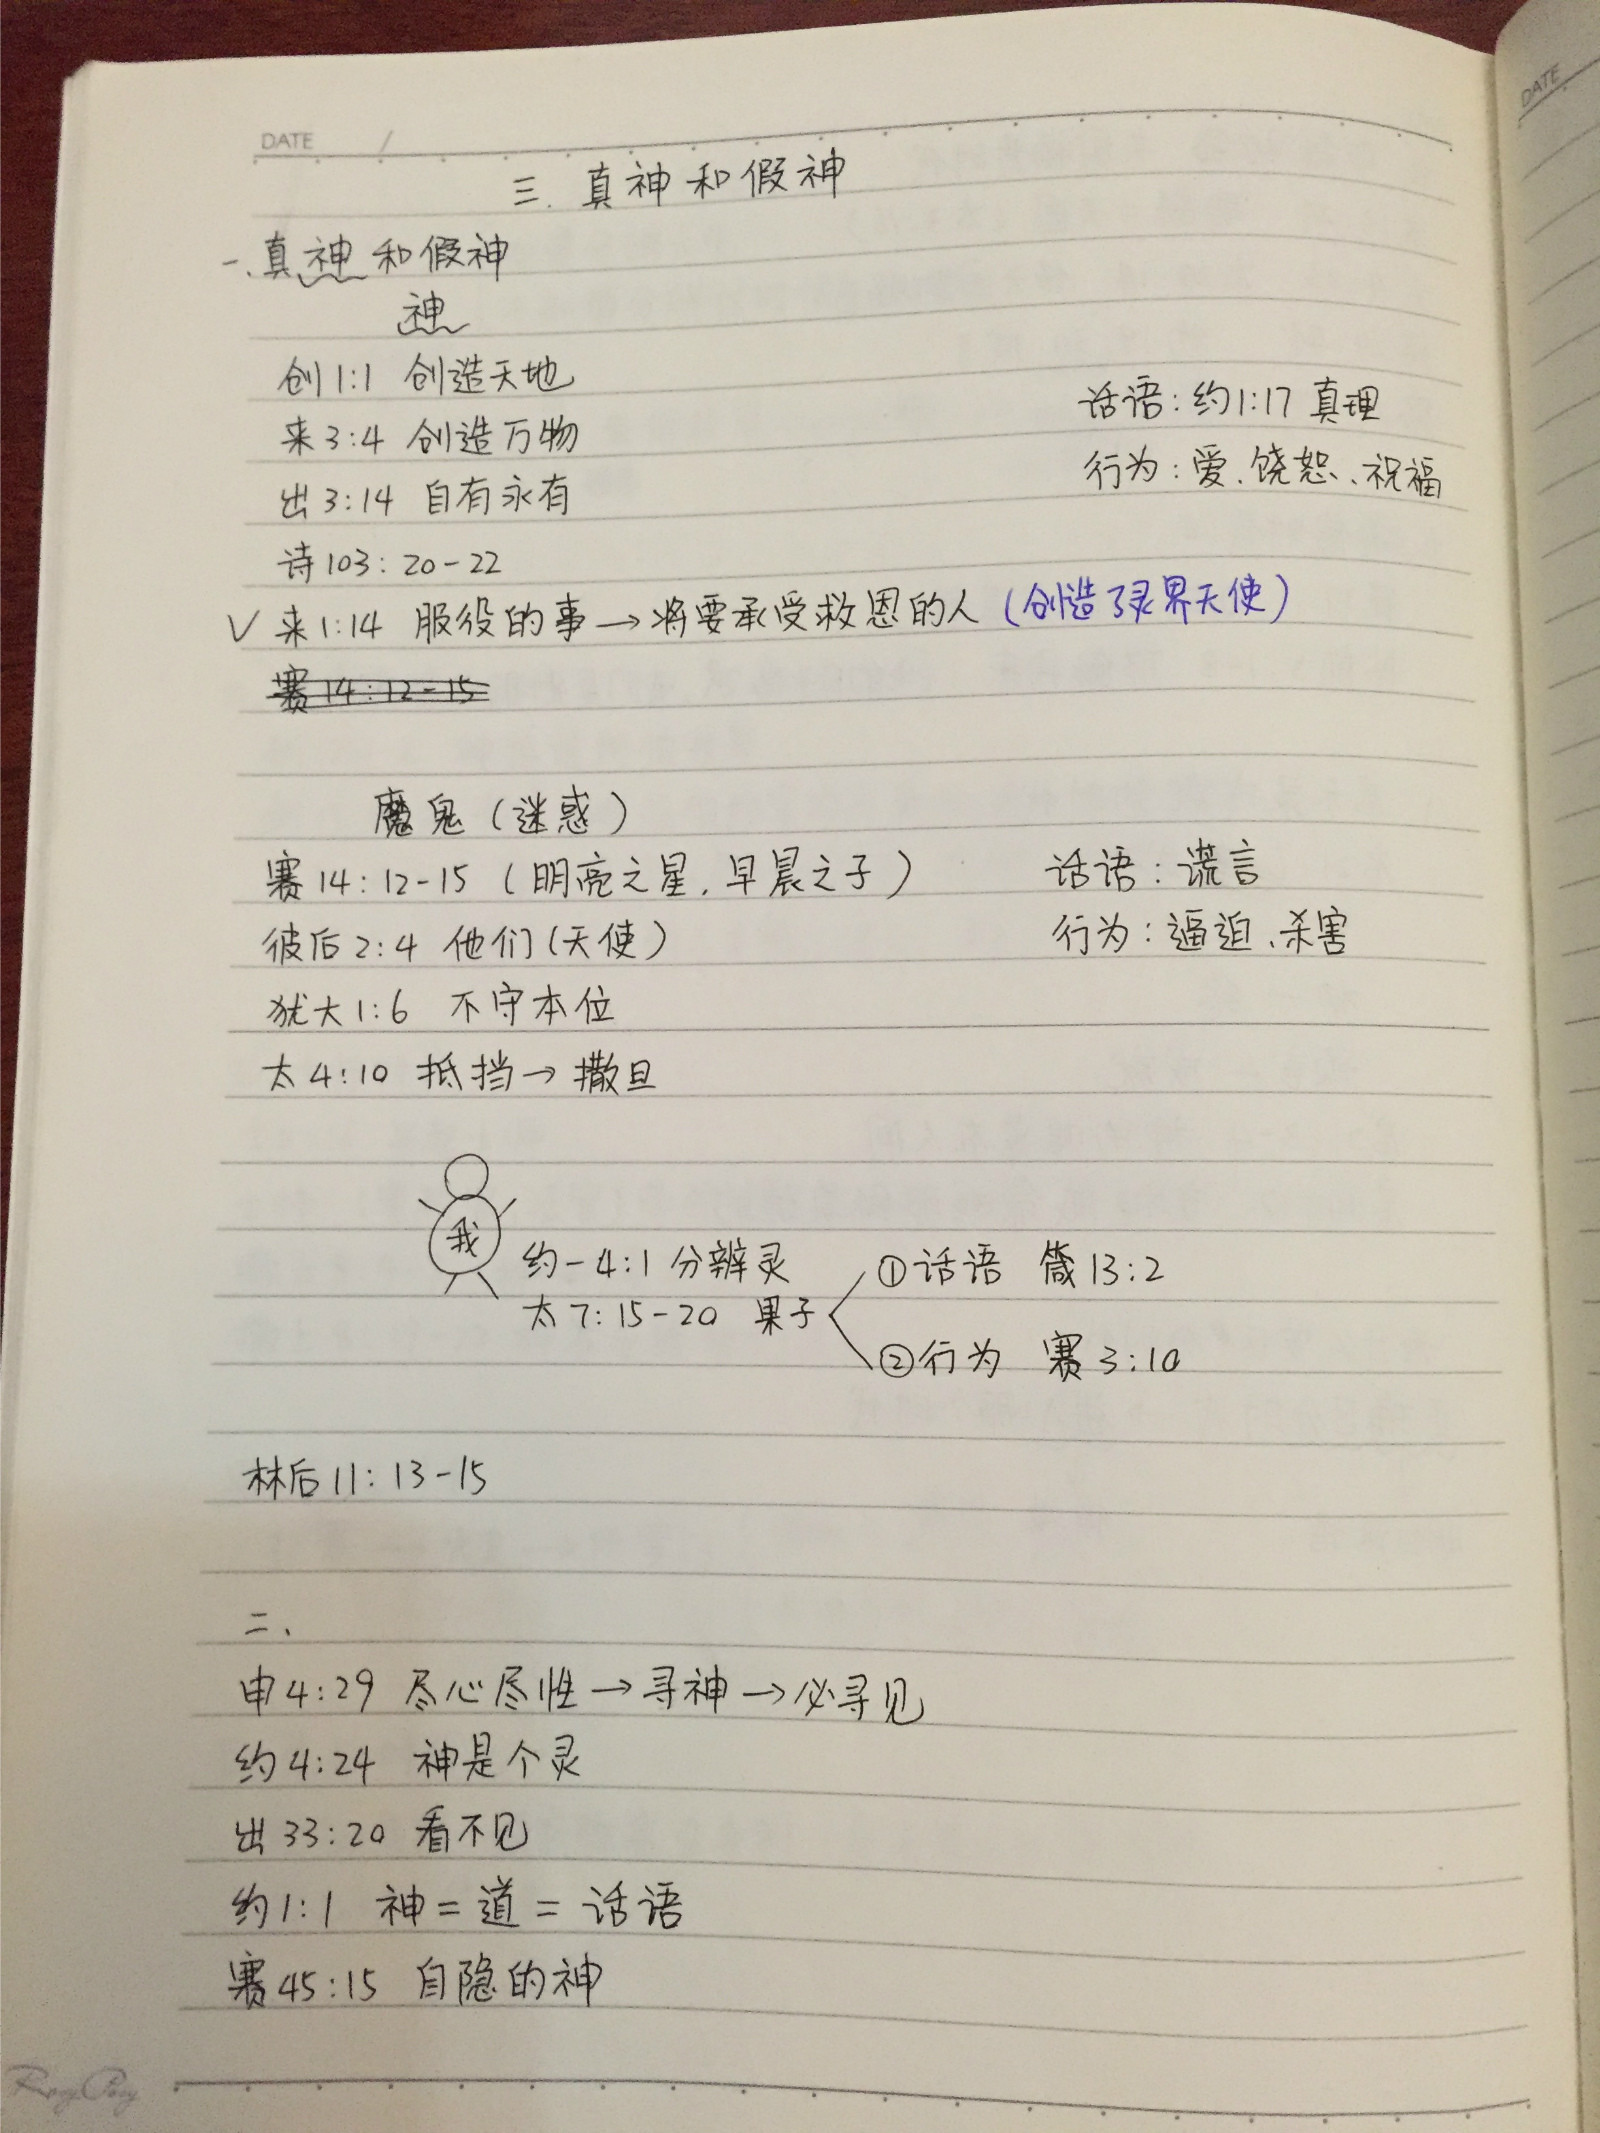 DATE /
DATE
三. 真神和假神
一. 真神和假神
神
创1:1 创造天地
来3:4 创造万物
话语: 约1:17 真理
出3:14 自有永有
行为: 爱、饶恕、祝福
诗103:20-22
✓ 来1:14 服役的事→将要承受救恩的人 (创造了灵界天使)
赛14:12-15
魔鬼 (迷惑)
赛14:12-15 (明亮之星, 早晨之子)
话语: 谎言
彼后2:4 他们(天使)
行为: 逼迫、杀害
犹大1:6 不守本位
太4:10 抵挡→撒旦
我
约一4:1 分辨灵
①话语 箴13:2
太7:15-20 果子
②行为 赛3:10
林后11:13-15
二、
申4:29 尽心尽性→寻神→必寻见
约4:24 神是个灵
出33:20 看不见
约1:1 神=道=话语
赛45:15 自隐的神